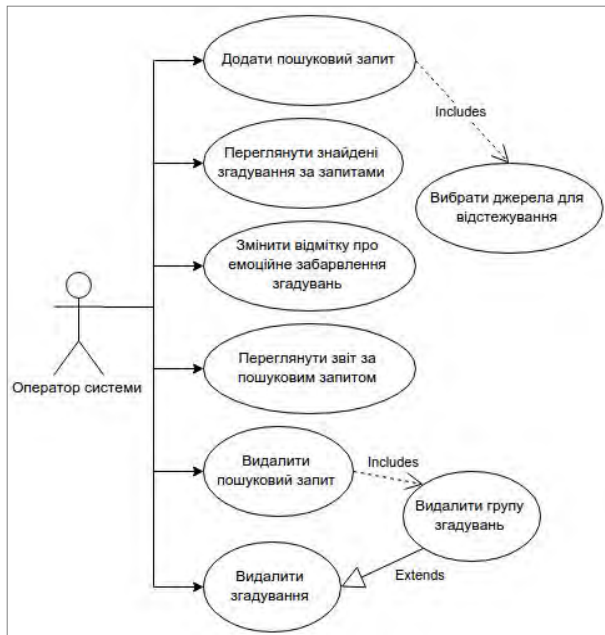 Додати пошуковий запит
Includes
Переглянути знайдені
згадування за запитами
Вибрати джерела для
відстежування
Змінити відмітку про
емоційне забарвлення
згадувань
Оператор системи
Переглянути звіт за
пошуковим запитом
Видалити
пошуковий запит
Includes
Видалити групу
згадувань
Extends
Видалити
згадування